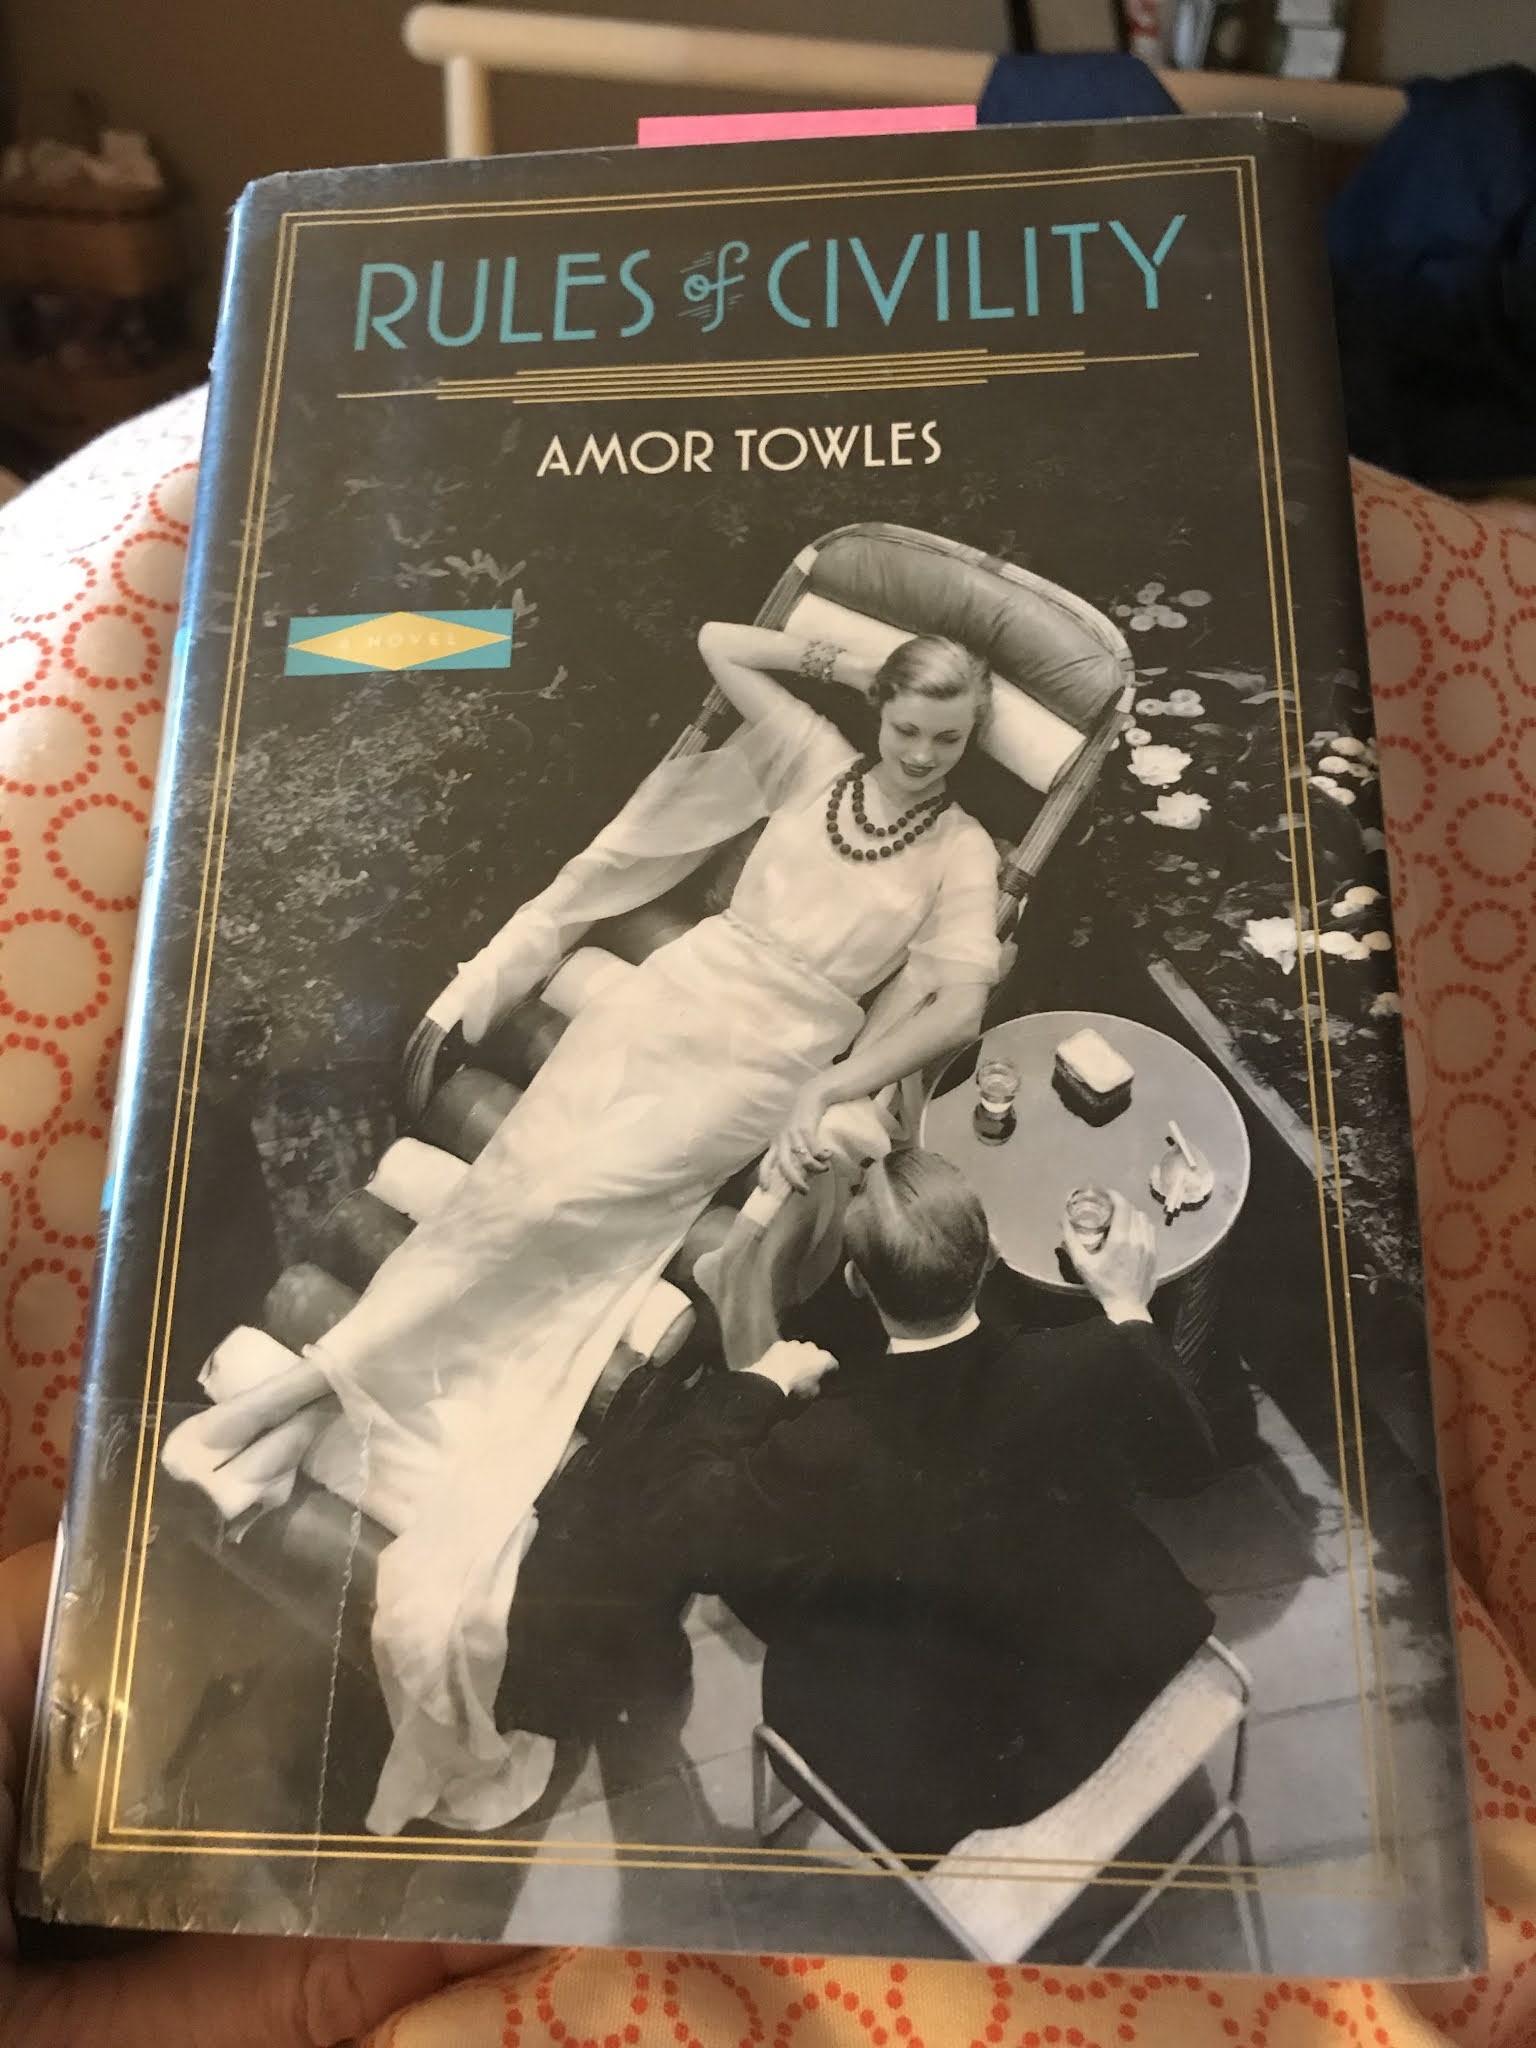 RULES of CIVILITY
AMOR TOWLES
A NOVEL